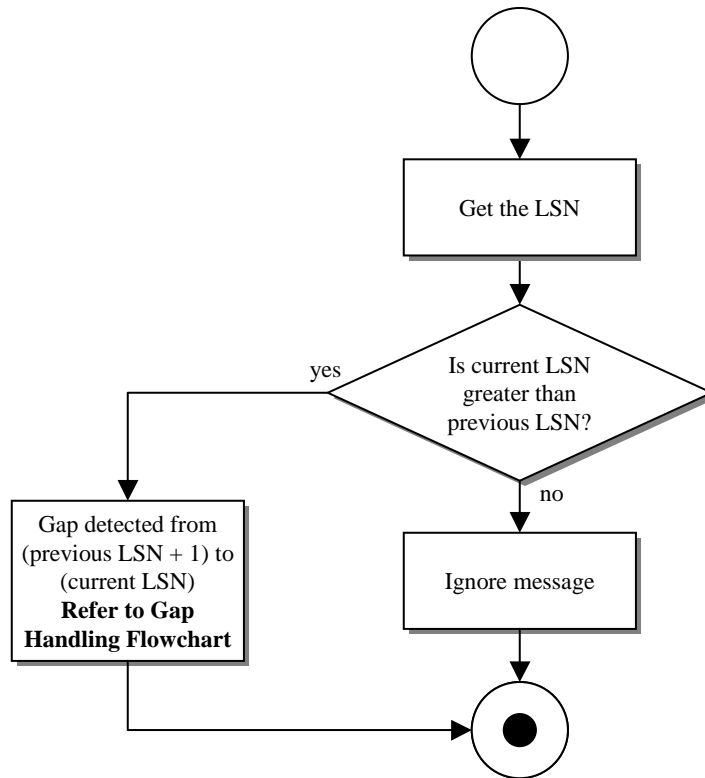 Get the LSN
Is current LSN
greater than
previous LSN?
yes
no
Gap detected from
(previous LSN + 1) to
(current LSN)
Refer to Gap
Handling Flowchart
Ignore message